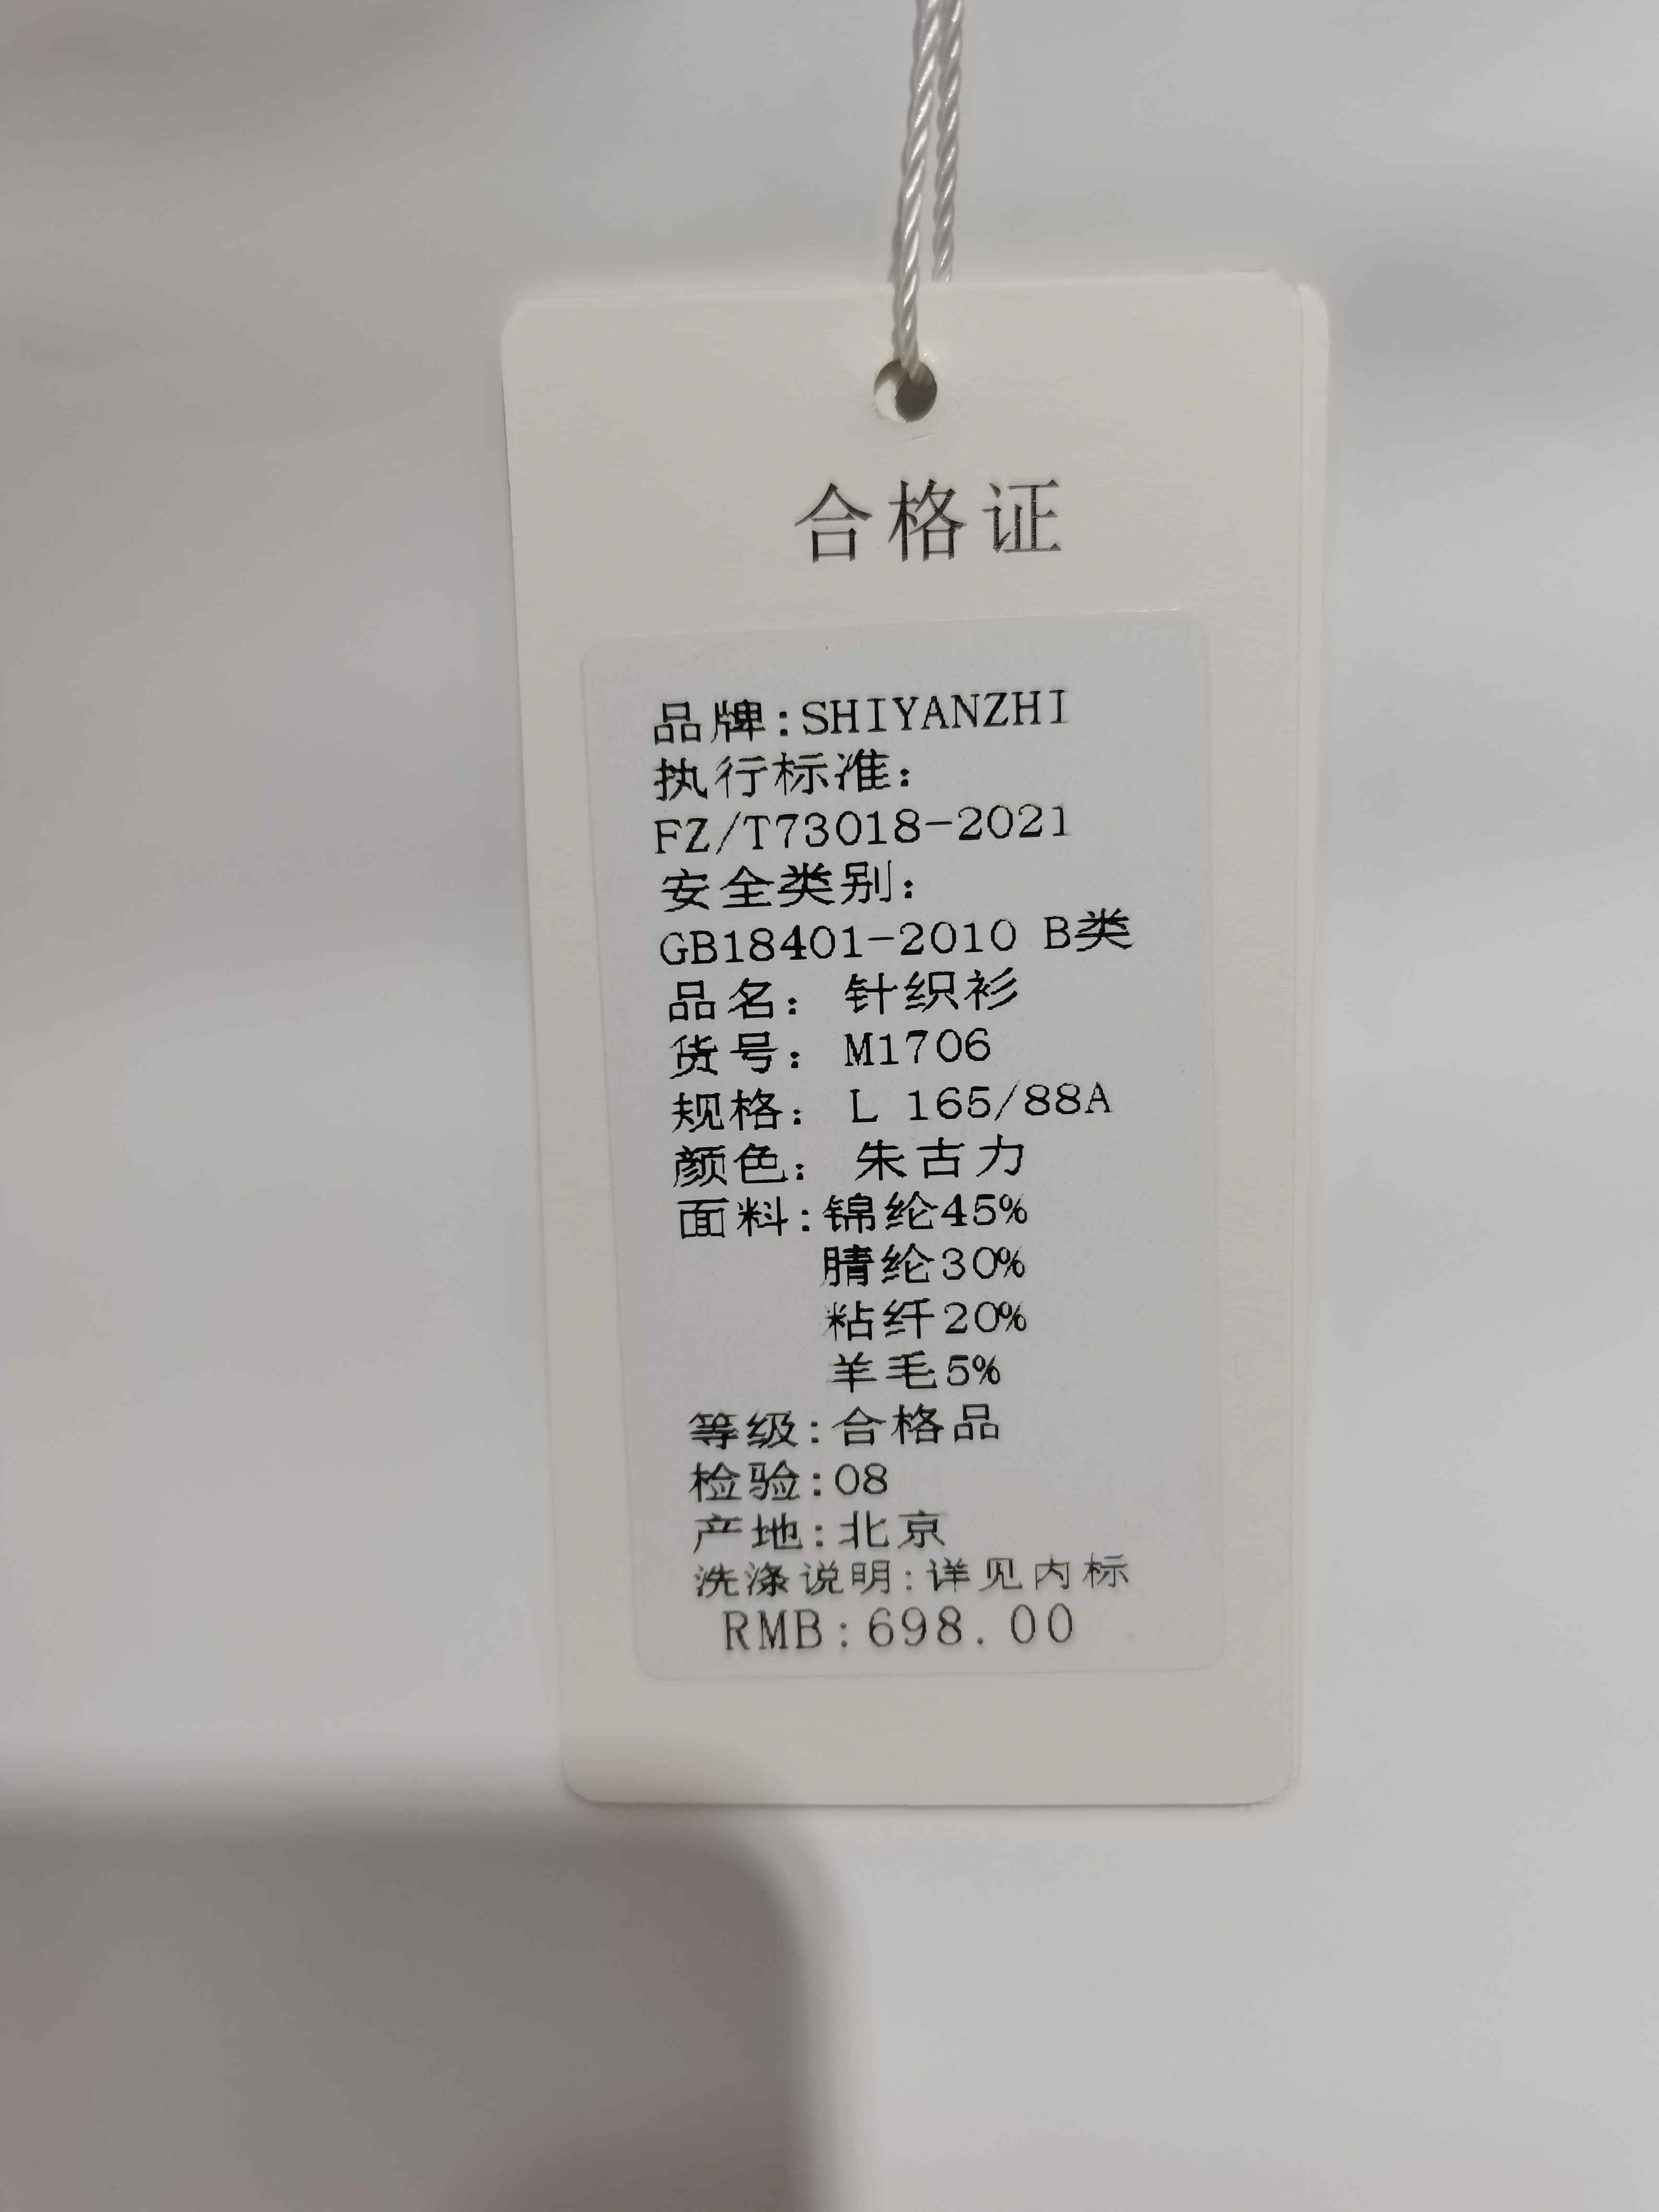 合格证
品牌:SHIYANZHI
执行标准:
FZ/T73018-2021
安全类别:
GB18401-2010 B类
品名: 针织衫
货号: M1706
规格: L 165/88A
颜色: 朱古力
面料:锦纶45%
腈纶30%
粘纤20%
羊毛5%
等级:合格品
检验:08
产地:北京
洗涤说明:详见内标
RMB:698.00